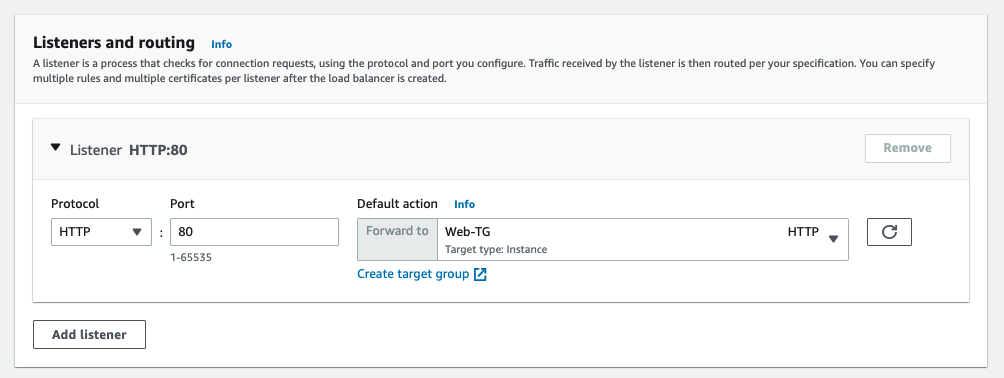 Listeners and routing Info
A listener is a process that checks for connection requests, using the protocol and port you configure. Traffic received by the listener is then routed per your specification. You can specify
multiple rules and multiple certificates per listener after the load balancer is created.
Listener HTTP:80
Remove
Protocol
Port
Default action Info
HTTP
:
80
Forward to
Web-TG
HTTP
Target type: Instance
1-65535
Create target group
Add listener